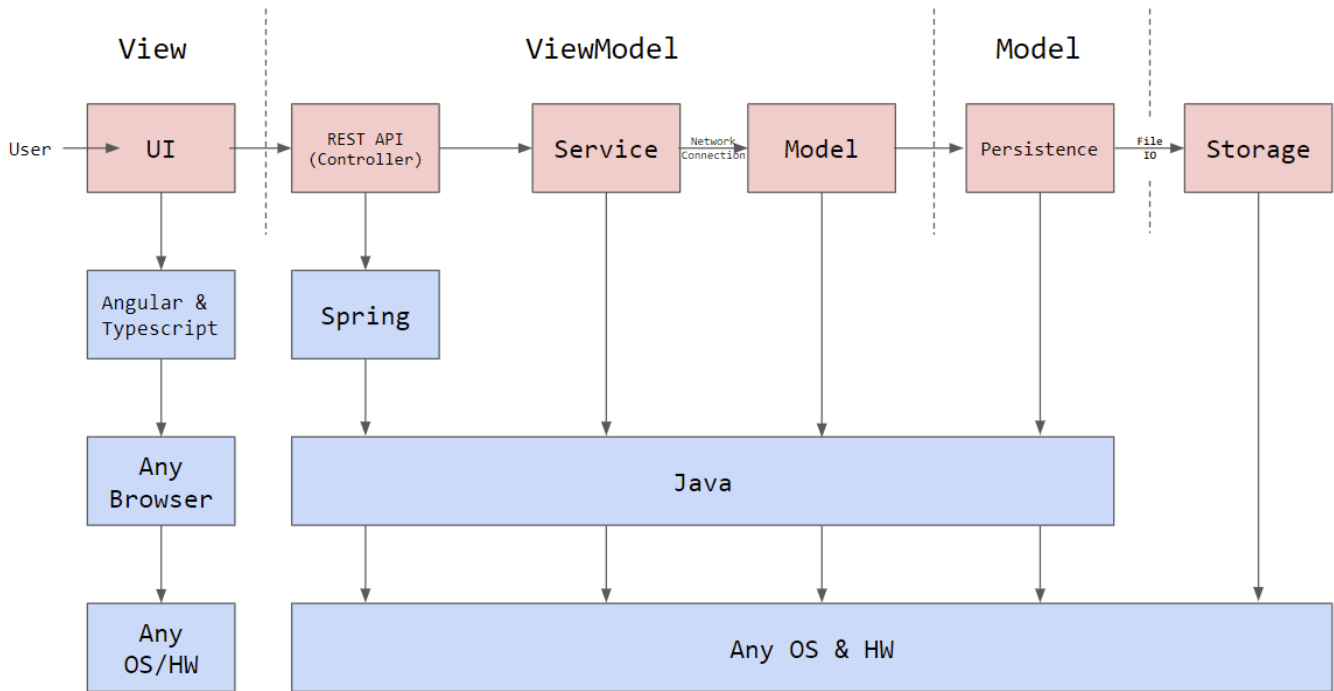 View
ViewModel
Model
User
UI
REST API
(Controller)
Service
Network
Connection
Model
Persistence
File
IO
Storage
Angular &
Typescript
Spring
Any
Browser
Java
Any
OS/HW
Any OS & HW